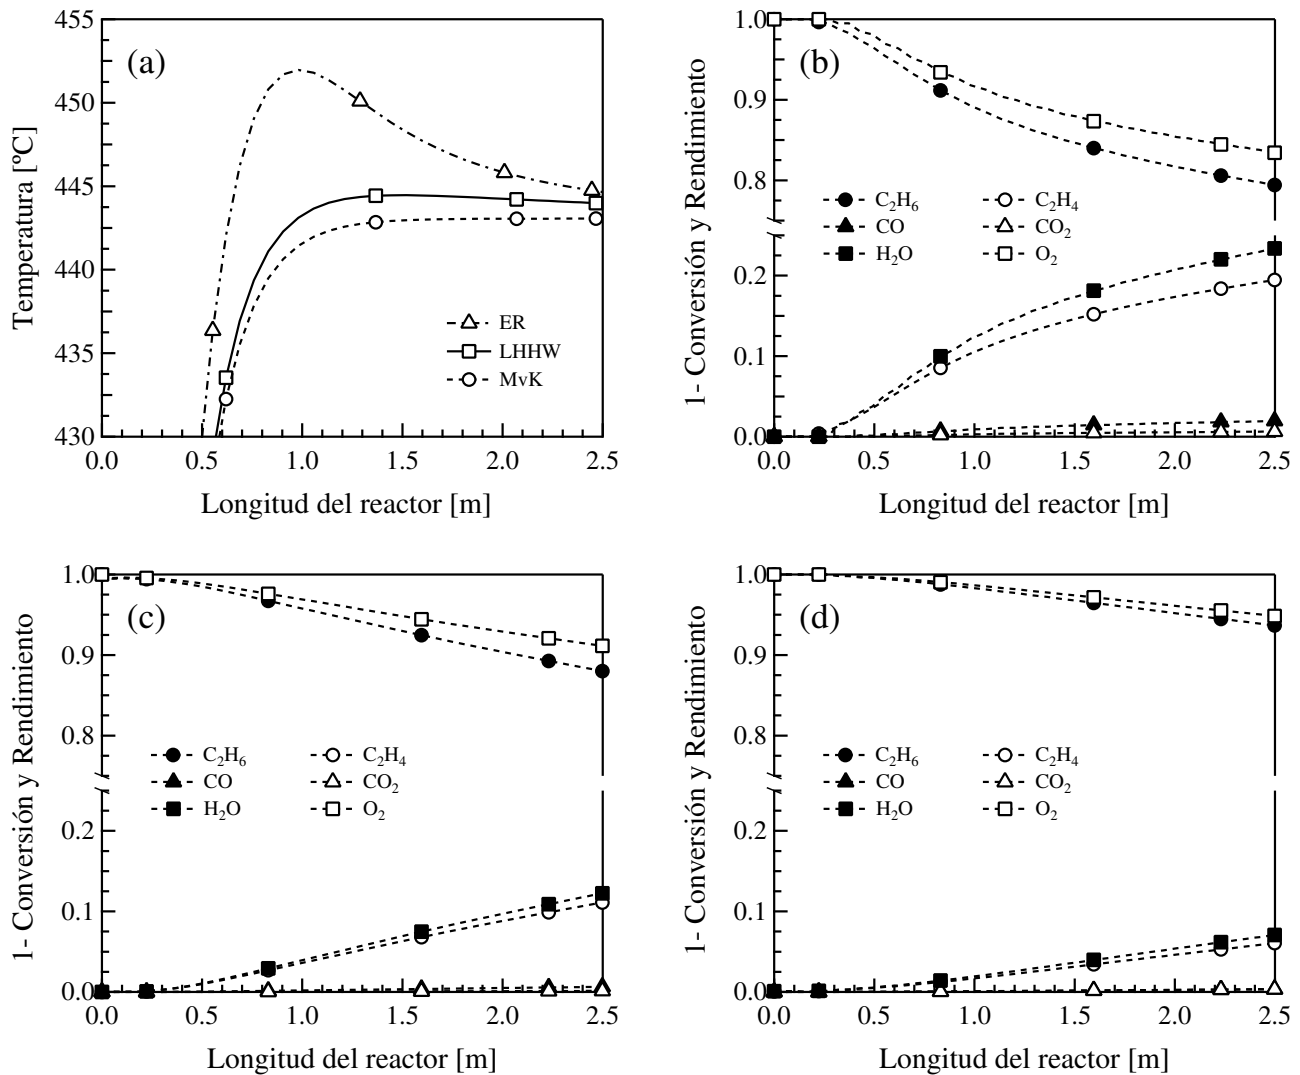 (a)
Temperatura [ºC]
455
450
445
440
435
430
ER
LHHW
MvK
0.0 0.5 1.0 1.5 2.0 2.5
Longitud del reactor [m]
(b)
1- Conversión y Rendimiento
1.0
0.9
0.8
0.2
0.1
0.0
C₂H₆ C₂H₄
CO CO₂
H₂O O₂
0.0 0.5 1.0 1.5 2.0 2.5
Longitud del reactor [m]
(c)
1- Conversión y Rendimiento
1.0
0.9
0.8
0.2
0.1
0.0
C₂H₆ C₂H₄
CO CO₂
H₂O O₂
0.0 0.5 1.0 1.5 2.0 2.5
Longitud del reactor [m]
(d)
1- Conversión y Rendimiento
1.0
0.9
0.8
0.2
0.1
0.0
C₂H₆ C₂H₄
CO CO₂
H₂O O₂
0.0 0.5 1.0 1.5 2.0 2.5
Longitud del reactor [m]